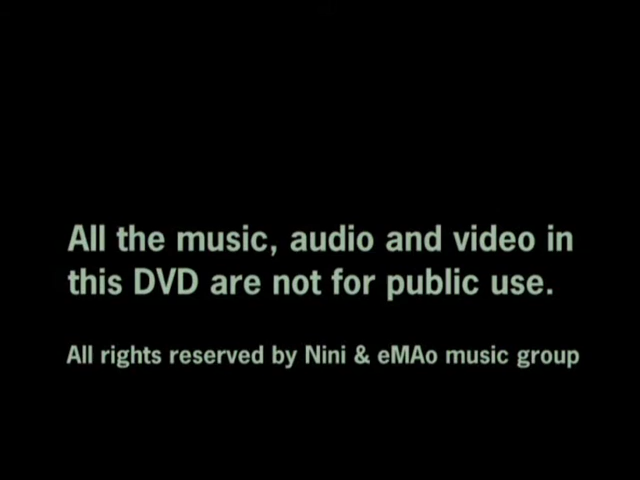 All the music, audio and video in
this DVD are not for public use.
All rights reserved by Nini & eMAo music group